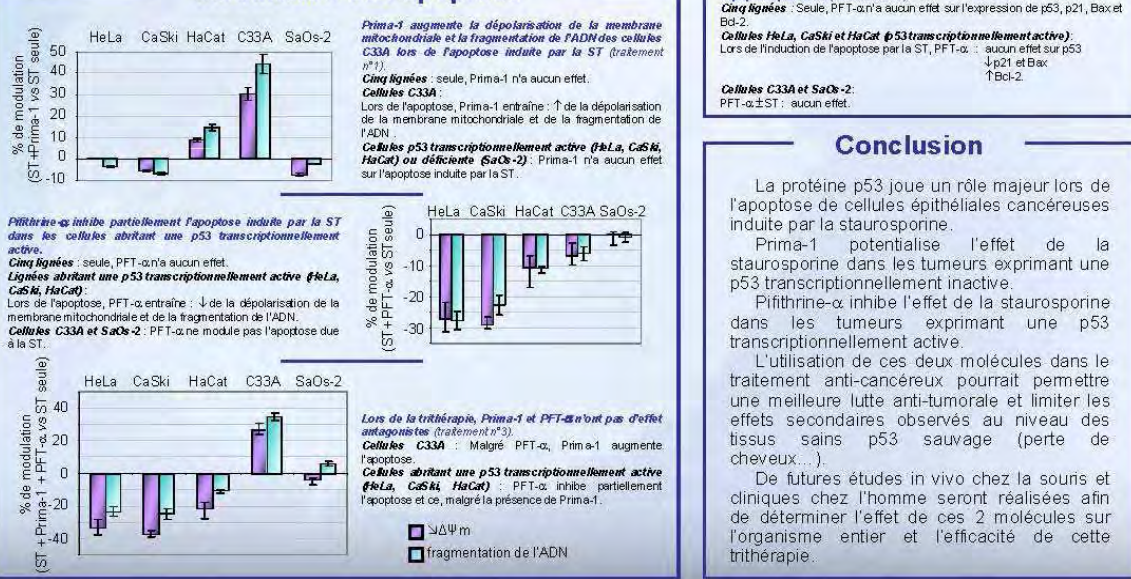 HeLa CaSki HaCat C33A SaOs-2
% de modulation
(ST+Prima-1 vs ST seule)
50
40
30
20
10
0
-10
Prima-1 augmente la dépolarisation de la membrane
mitochondriale et la fragmentation de l'ADN des cellules
C33A lors de l'apoptose induite par la ST (traitement
n°1).
Cinq lignées : seule, Prima-1 n'a aucun effet.
Cellules C33A:
Lors de l'apoptose, Prima-1 entraîne : ↑ de la dépolarisation
de la membrane mitochondriale et de la fragmentation de
l'ADN .
Cellules p53 transcriptionnellement active (HeLa, CaSki,
HaCat) ou déficiente (SaOs-2) : Prima-1 n'a aucun effet
sur l'apoptose induite par la ST.
Pifithrine-α inhibe partiellement l'apoptose induite par la ST
dans les cellules abritant une p53 transcriptionnellement
active.
Cinq lignées : seule, PFT-α n'a aucun effet.
Lignées abritant une p53 transcriptionnellement active (HeLa,
CaSki, HaCat) :
Lors de l'apoptose, PFT-α entraîne : ↓ de la dépolarisation de la
membrane mitochondriale et de la fragmentation de l'ADN.
Cellules C33A et SaOs-2 : PFT-α ne module pas l'apoptose due
à la ST.
HeLa CaSki HaCat C33A SaOs-2
% de modulation
(ST + PFT-α vs ST seule)
0
-10
-20
-30
HeLa CaSki HaCat C33A SaOs-2
% de modulation
(ST + Prima-1 + PFT-α vs ST seule)
40
20
0
-20
-40
Lors de la trithérapie, Prima-1 et PFT-α n'ont pas d'effet
antagonistes (traitement n°3).
Cellules C33A : Malgré PFT-α, Prima-1 augmente
l'apoptose.
Cellules abritant une p53 transcriptionnellement active
(HeLa, CaSki, HaCat) : PFT-α inhibe partiellement
l'apoptose et ce, malgré la présence de Prima-1.
↘ΔΨm
fragmentation de l'ADN
Cinq lignées : Seule, PFT-α n'a aucun effet sur l'expression de p53, p21, Bax et
Bcl-2.
Cellules HeLa, CaSki et HaCat (p53 transcriptionnellement active) :
Lors de l'induction de l'apoptose par la ST, PFT-α : aucun effet sur p53
↓p21 et Bax
↑Bcl-2.
Cellules C33A et SaOs-2:
PFT-α±ST : aucun effet.
Conclusion
La protéine p53 joue un rôle majeur lors de
l'apoptose de cellules épithéliales cancéreuses
induite par la staurosporine.
Prima-1 potentialise l'effet de la
staurosporine dans les tumeurs exprimant une
p53 transcriptionnellement inactive.
Pifithrine-α inhibe l'effet de la staurosporine
dans les tumeurs exprimant une p53
transcriptionnellement active.
L'utilisation de ces deux molécules dans le
traitement anti-cancéreux pourrait permettre
une meilleure lutte anti-tumorale et limiter les
effets secondaires observés au niveau des
tissus sains p53 sauvage (perte de
cheveux...).
De futures études in vivo chez la souris et
cliniques chez l'homme seront réalisées afin
de déterminer l'effet de ces 2 molécules sur
l'organisme entier et l'efficacité de cette
trithérapie.